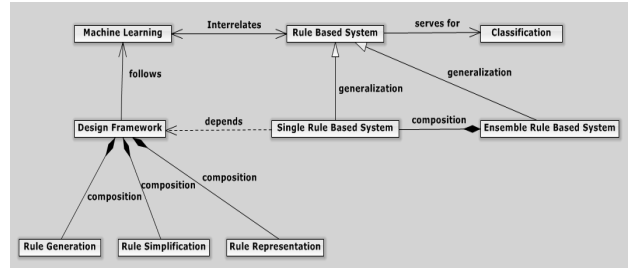 Machine Learning
Interrelates
Rule Based System
serves for
Classification
follows
generalization
generalization
Design Framework
depends
Single Rule Based System
composition
Ensemble Rule Based System
composition
composition
composition
Rule Generation
Rule Simplification
Rule Representation